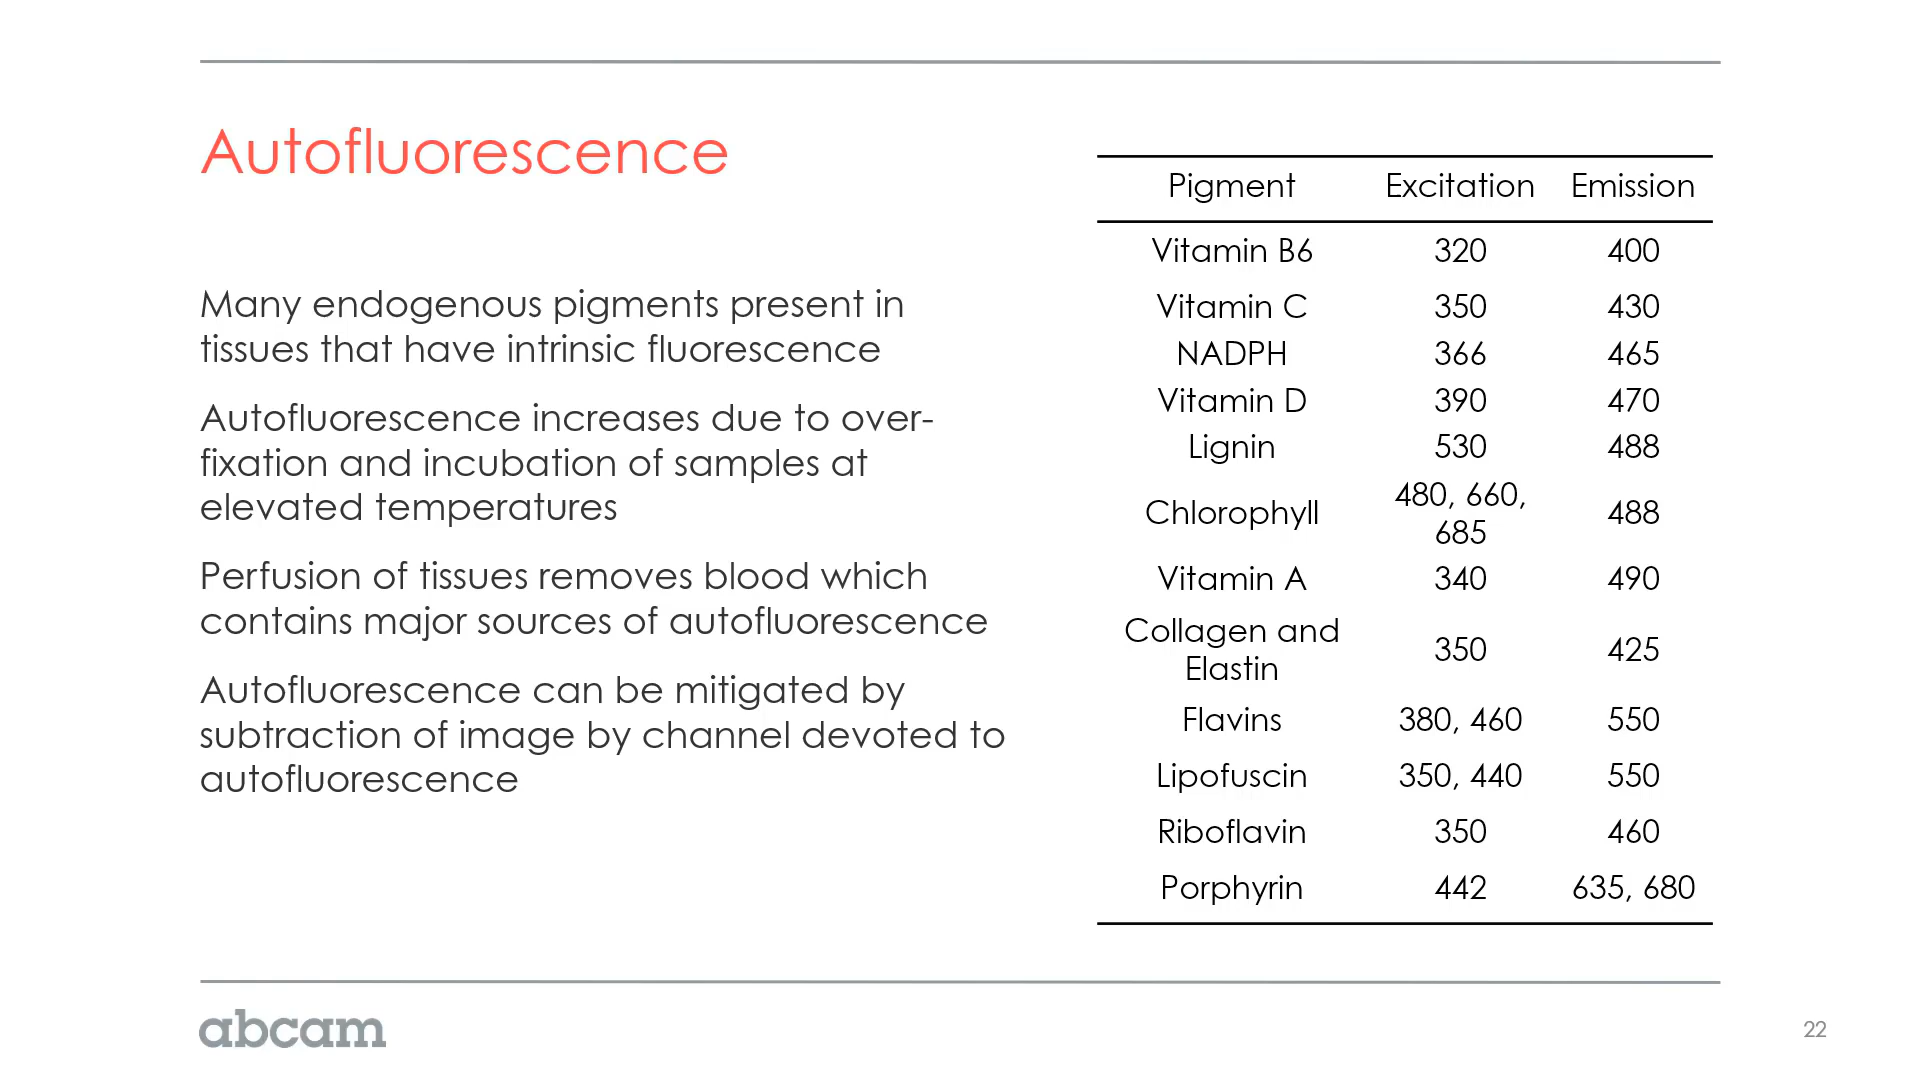 Autofluorescence
Many endogenous pigments present in
tissues that have intrinsic fluorescence
Autofluorescence increases due to over-
fixation and incubation of samples at
elevated temperatures
Perfusion of tissues removes blood which
contains major sources of autofluorescence
Autofluorescence can be mitigated by
subtraction of image by channel devoted to
autofluorescence
Pigment Excitation Emission
Vitamin B6 320 400
Vitamin C 350 430
NADPH 366 465
Vitamin D 390 470
Lignin 530 488
Chlorophyll 480, 660, 488
685
Vitamin A 340 490
Collagen and
Elastin 350 425
Flavins 380, 460 550
Lipofuscin 350, 440 550
Riboflavin 350 460
Porphyrin 442 635, 680
abcam
22